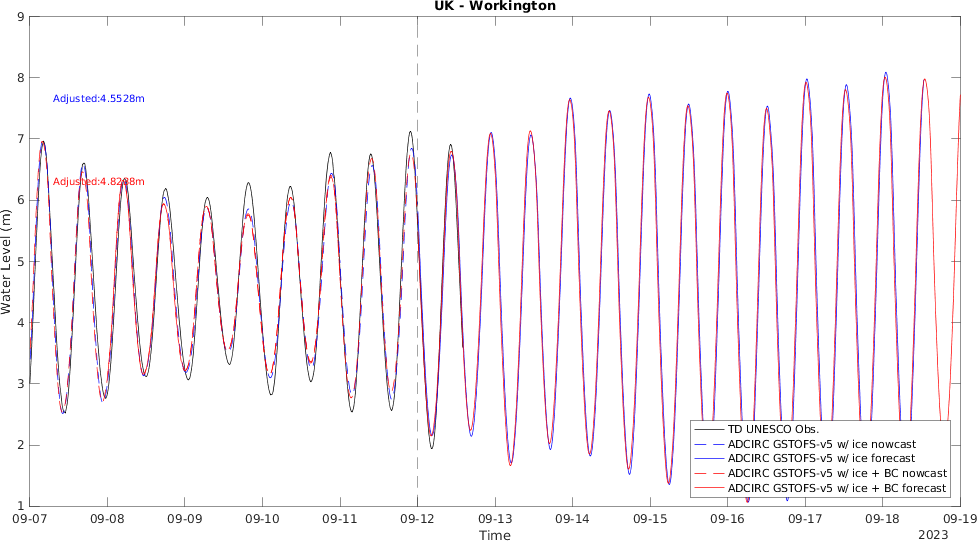 UK - Workington
9
8
7
6
5
4
3
2
1
Water Level (m)
Adjusted:4.5528m
Adjusted:4.8288m
TD UNESCO Obs.
ADCIRC GSTOFS-v5 w/ ice nowcast
ADCIRC GSTOFS-v5 w/ ice forecast
ADCIRC GSTOFS-v5 w/ ice + BC nowcast
ADCIRC GSTOFS-v5 w/ ice + BC forecast
09-07 09-08 09-09 09-10 09-11 09-12 09-13 09-14 09-15 09-16 09-17 09-18 09-19
Time
2023